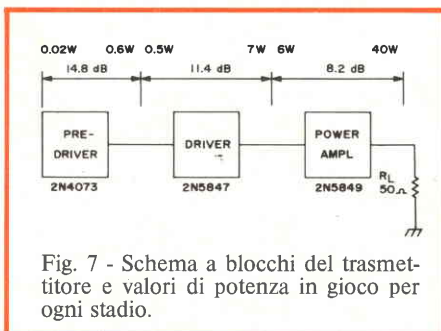 0.02W 0.6W 0.5W 7W 6W 40W
14.8 dB 11.4 dB 8.2 dB
PRE-
DRIVER
DRIVER
POWER
AMPL
RL
50Ω
2N4073 2N5847 2N5849
Fig. 7 - Schema a blocchi del trasmet-
titore e valori di potenza in gioco per
ogni stadio.